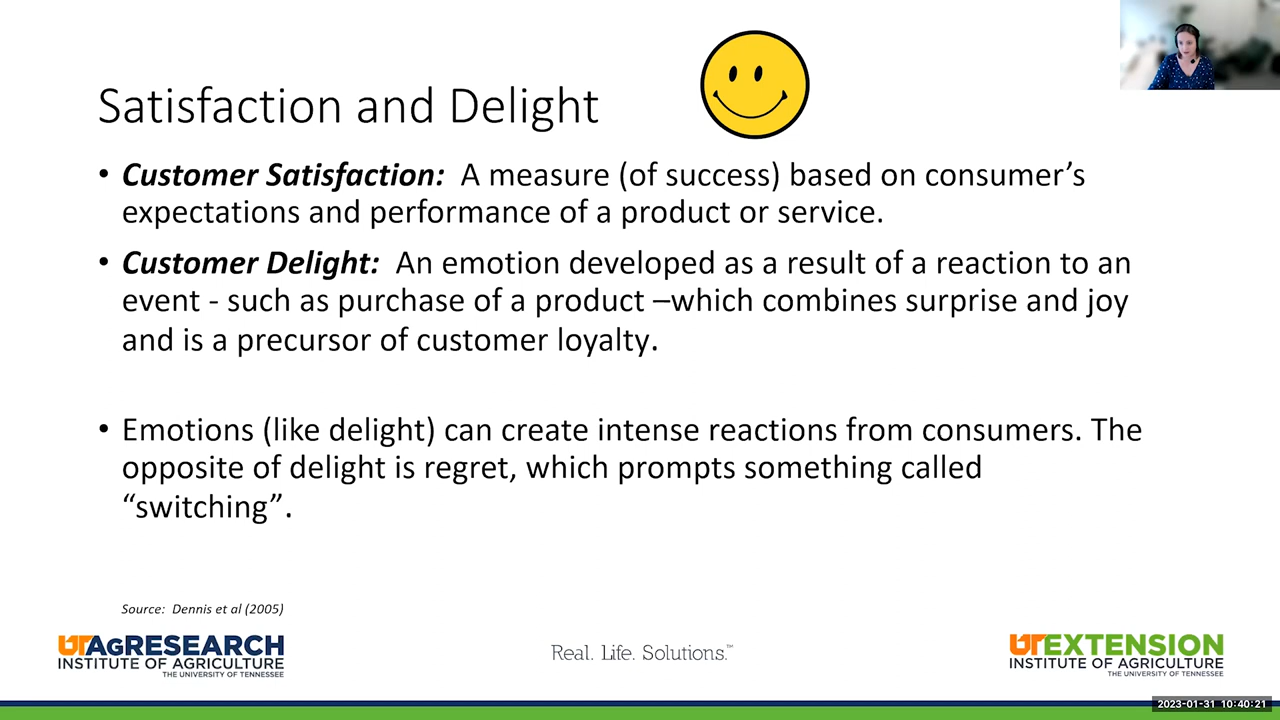 Satisfaction and Delight
• Customer Satisfaction: A measure (of success) based on consumer’s
expectations and performance of a product or service.
• Customer Delight: An emotion developed as a result of a reaction to an
event - such as purchase of a product –which combines surprise and joy
and is a precursor of customer loyalty.
• Emotions (like delight) can create intense reactions from consumers. The
opposite of delight is regret, which prompts something called
“switching”.
Source: Dennis et al (2005)
UTAGRESEARCH
INSTITUTE OF AGRICULTURE
THE UNIVERSITY OF TENNESSEE
Real. Life. Solutions.™
UTEXTENSION
INSTITUTE OF AGRICULTURE
THE UNIVERSITY OF TENNESSEE
2023-01-31 10:40:21